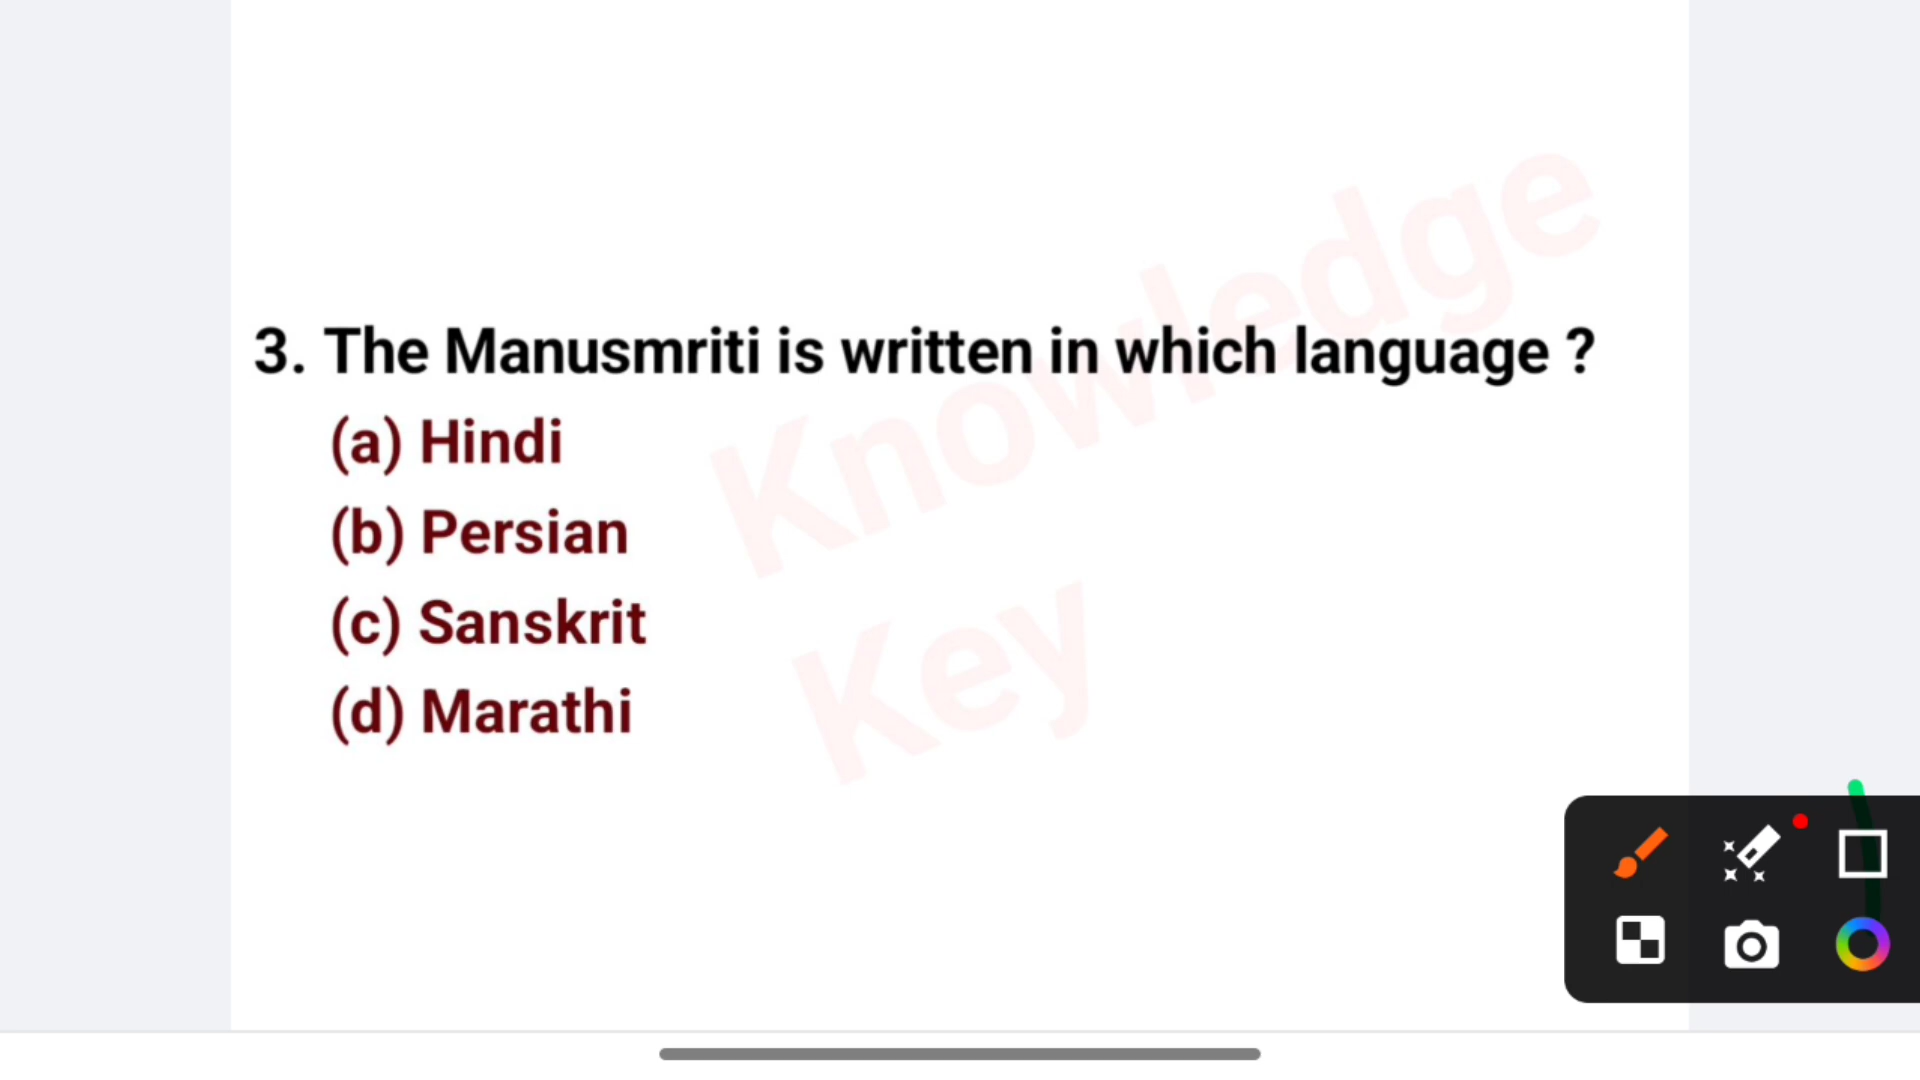 3. The Manusmriti is written in which language ?
(a) Hindi
(b) Persian
(c) Sanskrit
(d) Marathi
Knowledge
Key